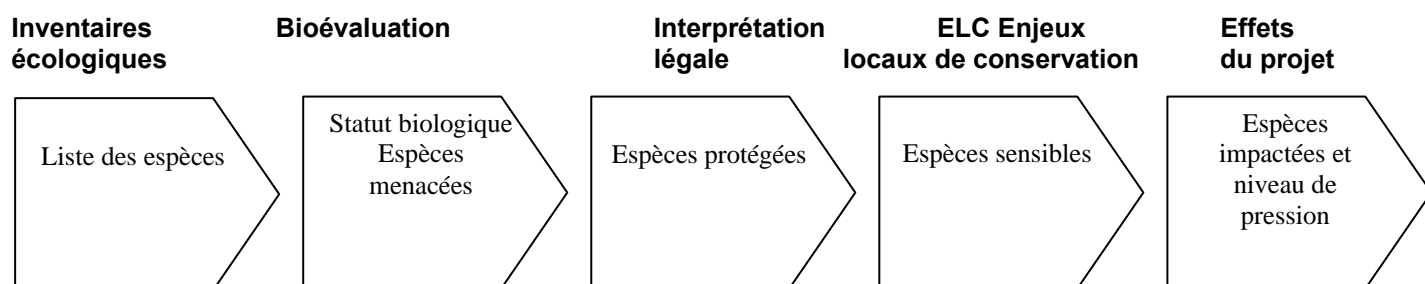 Inventaires
écologiques
Bioévaluation
Interprétation
légale
ELC Enjeux
locaux de conservation
Effets
du projet
Liste des espèces
Statut biologique
Espèces
menacées
Espèces protégées
Espèces sensibles
Espèces
impactées et
niveau de
pression